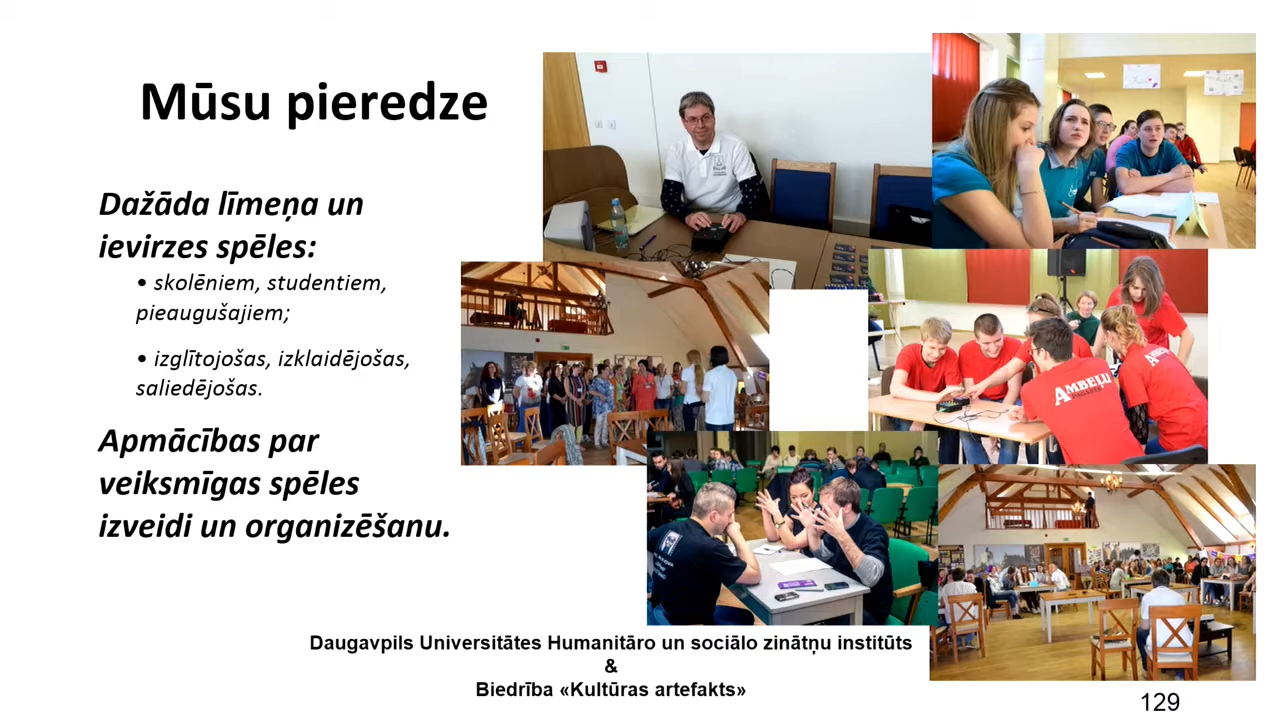 Mūsu pieredze
Dažāda līmeņa un
ievirzes spēles:
• skolēniem, studentiem,
pieaugušajiem;
• izglītojošas, izklaidējošas,
saliedējošas.
Apmācības par
veiksmīgas spēles
izveidi un organizēšanu.
AMBEĻU
Daugavpils Universitātes Humanitāro un sociālo zinātņu institūts
&
Biedrība «Kultūras artefakts»
129